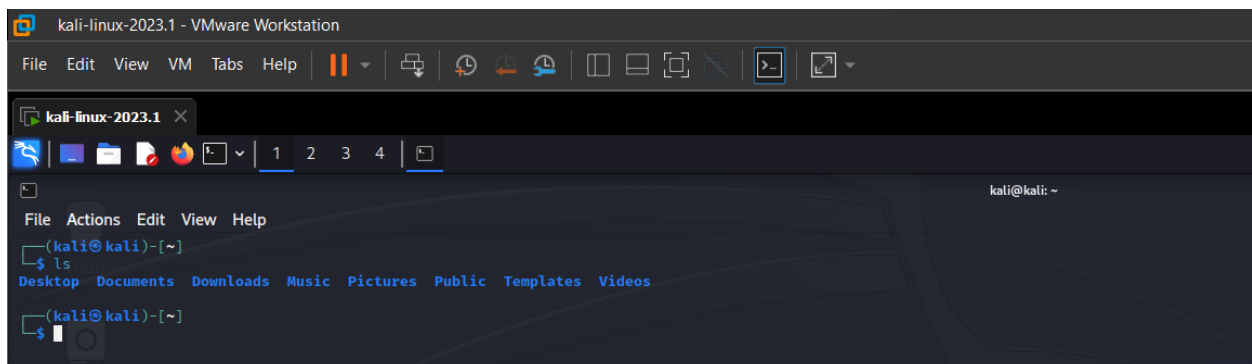 kali-linux-2023.1 - VMware Workstation
File Edit View VM Tabs Help
kali-linux-2023.1
1 2 3 4
kali@kali: ~
File Actions Edit View Help
┌──(kali㉿kali)-[~]
└─$ ls
Desktop Documents Downloads Music Pictures Public Templates Videos
┌──(kali㉿kali)-[~]
└─$